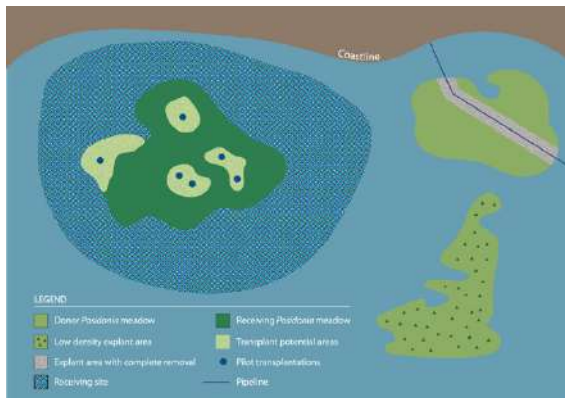 Coastline
LEGEND
Donor Posidonia meadow
Low density explant area
Explant area with complete removal
Receiving site
Receiving Posidonia meadow
Transplant potential areas
Pilot transplantations
Pipeline